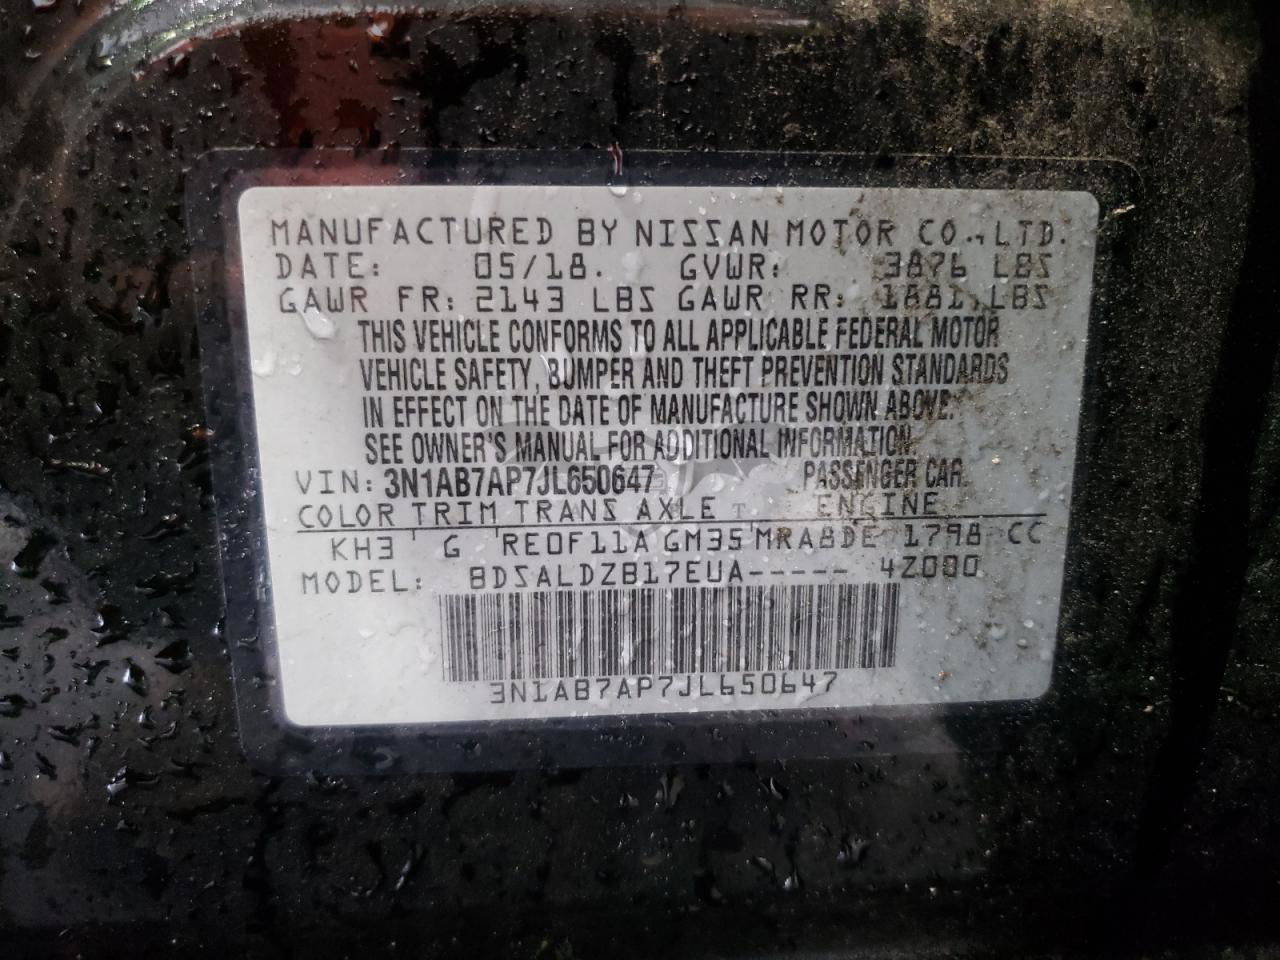 MANUFACTURED BY NISSAN MOTOR CO., LTD.
DATE: 05/18. GVWR: 3876 LBS
GAWR FR: 2143 LBS GAWR RR: 1881 LBS
THIS VEHICLE CONFORMS TO ALL APPLICABLE FEDERAL MOTOR
VEHICLE SAFETY, BUMPER AND THEFT PREVENTION STANDARDS
IN EFFECT ON THE DATE OF MANUFACTURE SHOWN ABOVE.
SEE OWNER'S MANUAL FOR ADDITIONAL INFORMATION.
VIN: 3N1AB7AP7JL650647 PASSENGER CAR.
COLOR TRIM TRANS AXLE ENGINE
KH3 G RE0F11A GM35 MRA8DE 1798 CC
MODEL: BDSALDZB17EUA----- 4Z000
3N1AB7AP7JL650647